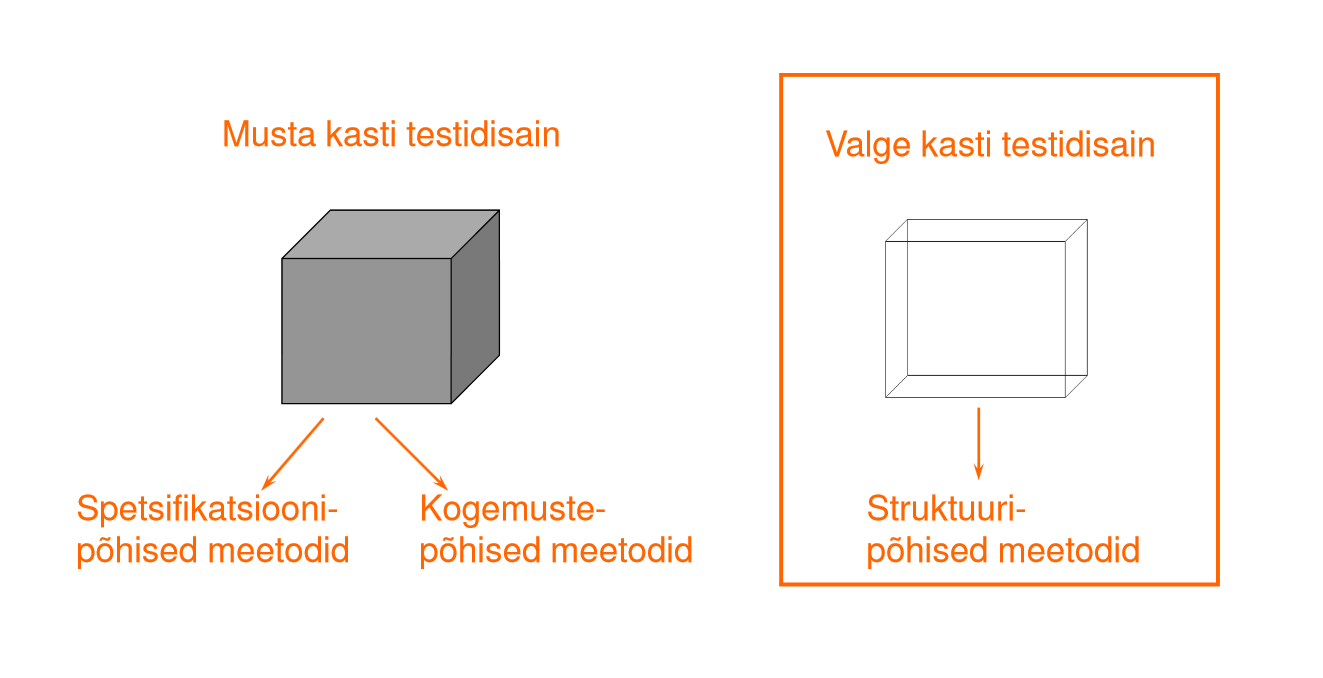 Musta kasti testidisain
Valge kasti testidisain
Spetsifikatsiooni-
põhised meetodid
Kogemuste-
põhised meetodid
Struktuuri-
põhised meetodid